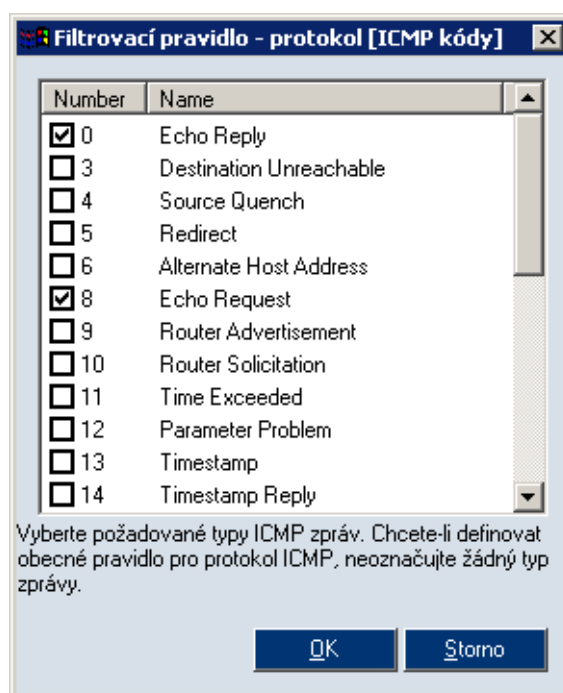 Filtrovací pravidlo - protokol [ICMP kódy]
Number Name
0 Echo Reply
3 Destination Unreachable
4 Source Quench
5 Redirect
6 Alternate Host Address
8 Echo Request
9 Router Advertisement
10 Router Solicitation
11 Time Exceeded
12 Parameter Problem
13 Timestamp
14 Timestamp Reply
Vyberte požadované typy ICMP zpráv. Chcete-li definovat
obecné pravidlo pro protokol ICMP, neoznačujte žádný typ
zprávy.
OK Storno